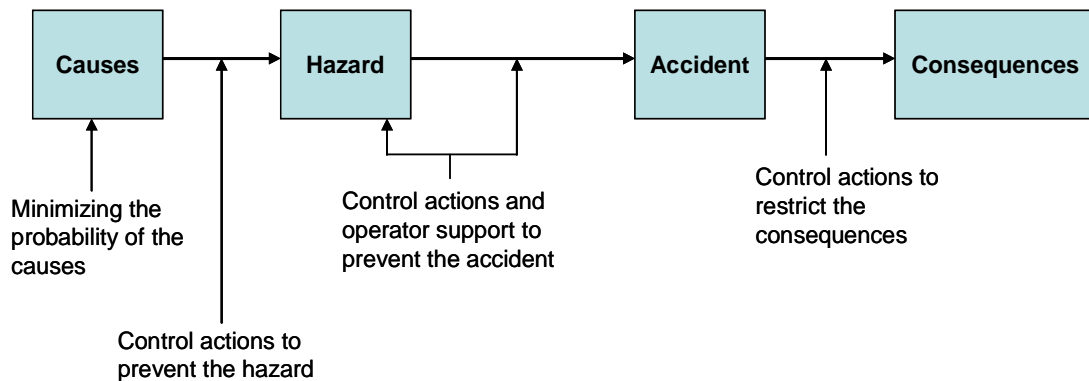 Causes
Hazard
Accident
Consequences
Minimizing the
probability of the
causes
Control actions to
prevent the hazard
Control actions and
operator support to
prevent the accident
Control actions to
restrict the
consequences